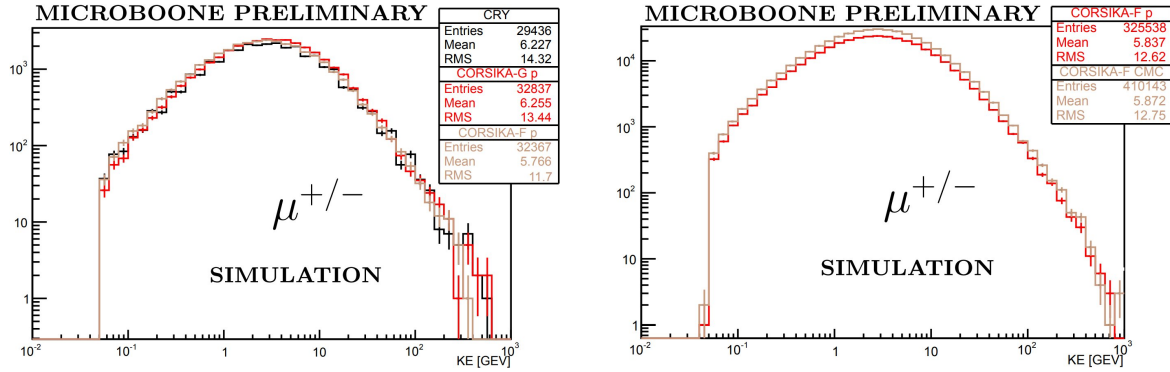 MICROBOONE PRELIMINARY
CRY
Entries 29436
Mean 6.227
RMS 14.32
CORSIKA-G p
Entries 32837
Mean 6.255
RMS 13.44
CORSIKA-F p
Entries 32367
Mean 5.766
RMS 11.7
10³
10²
10
1
μ⁺/⁻
SIMULATION
10⁻²
10⁻¹
1
10
10²
10³
KE [GEV]
MICROBOONE PRELIMINARY
CORSIKA-F p
Entries 325538
Mean 5.837
RMS 12.62
CORSIKA-F CMC
Entries 410143
Mean 5.872
RMS 12.75
10⁴
10³
10²
10
1
μ⁺/⁻
SIMULATION
10⁻²
10⁻¹
1
10
10²
10³
KE [GEV]